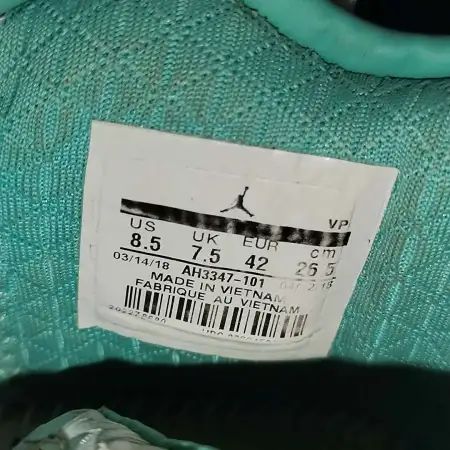 VP
US UK EUR cm
8.5 7.5 42 26.5
03/14/18 AH3347-101
MADE IN VIETNAM
FABRIQUE AU VIETNAM